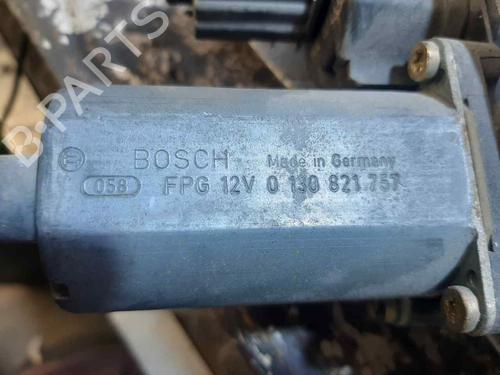 B-PARTS
BOSCH Made in Germany
058 FPG 12V 0 130 821 757